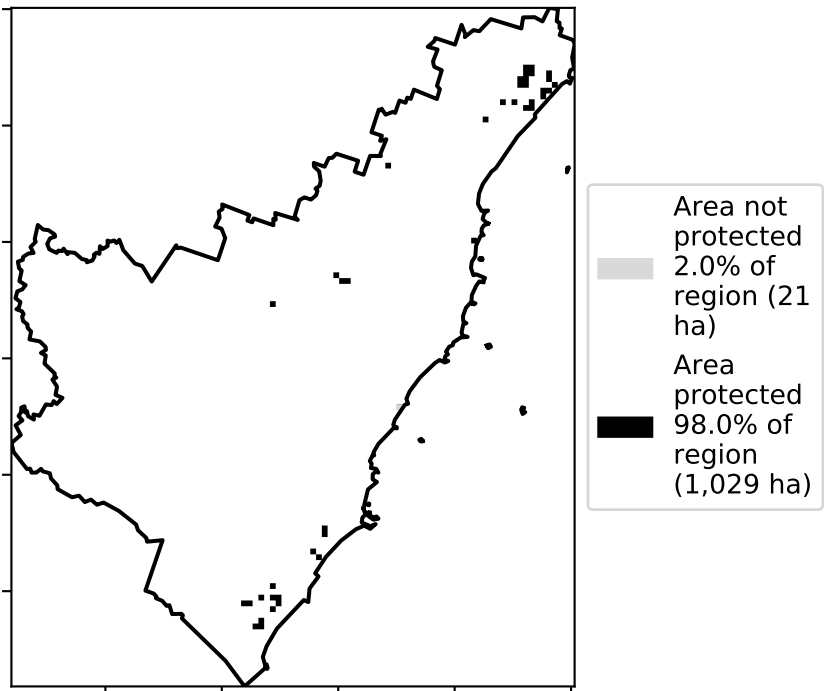 Area not
protected
2.0% of
region (21
ha)
Area
protected
98.0% of
region
(1,029 ha)